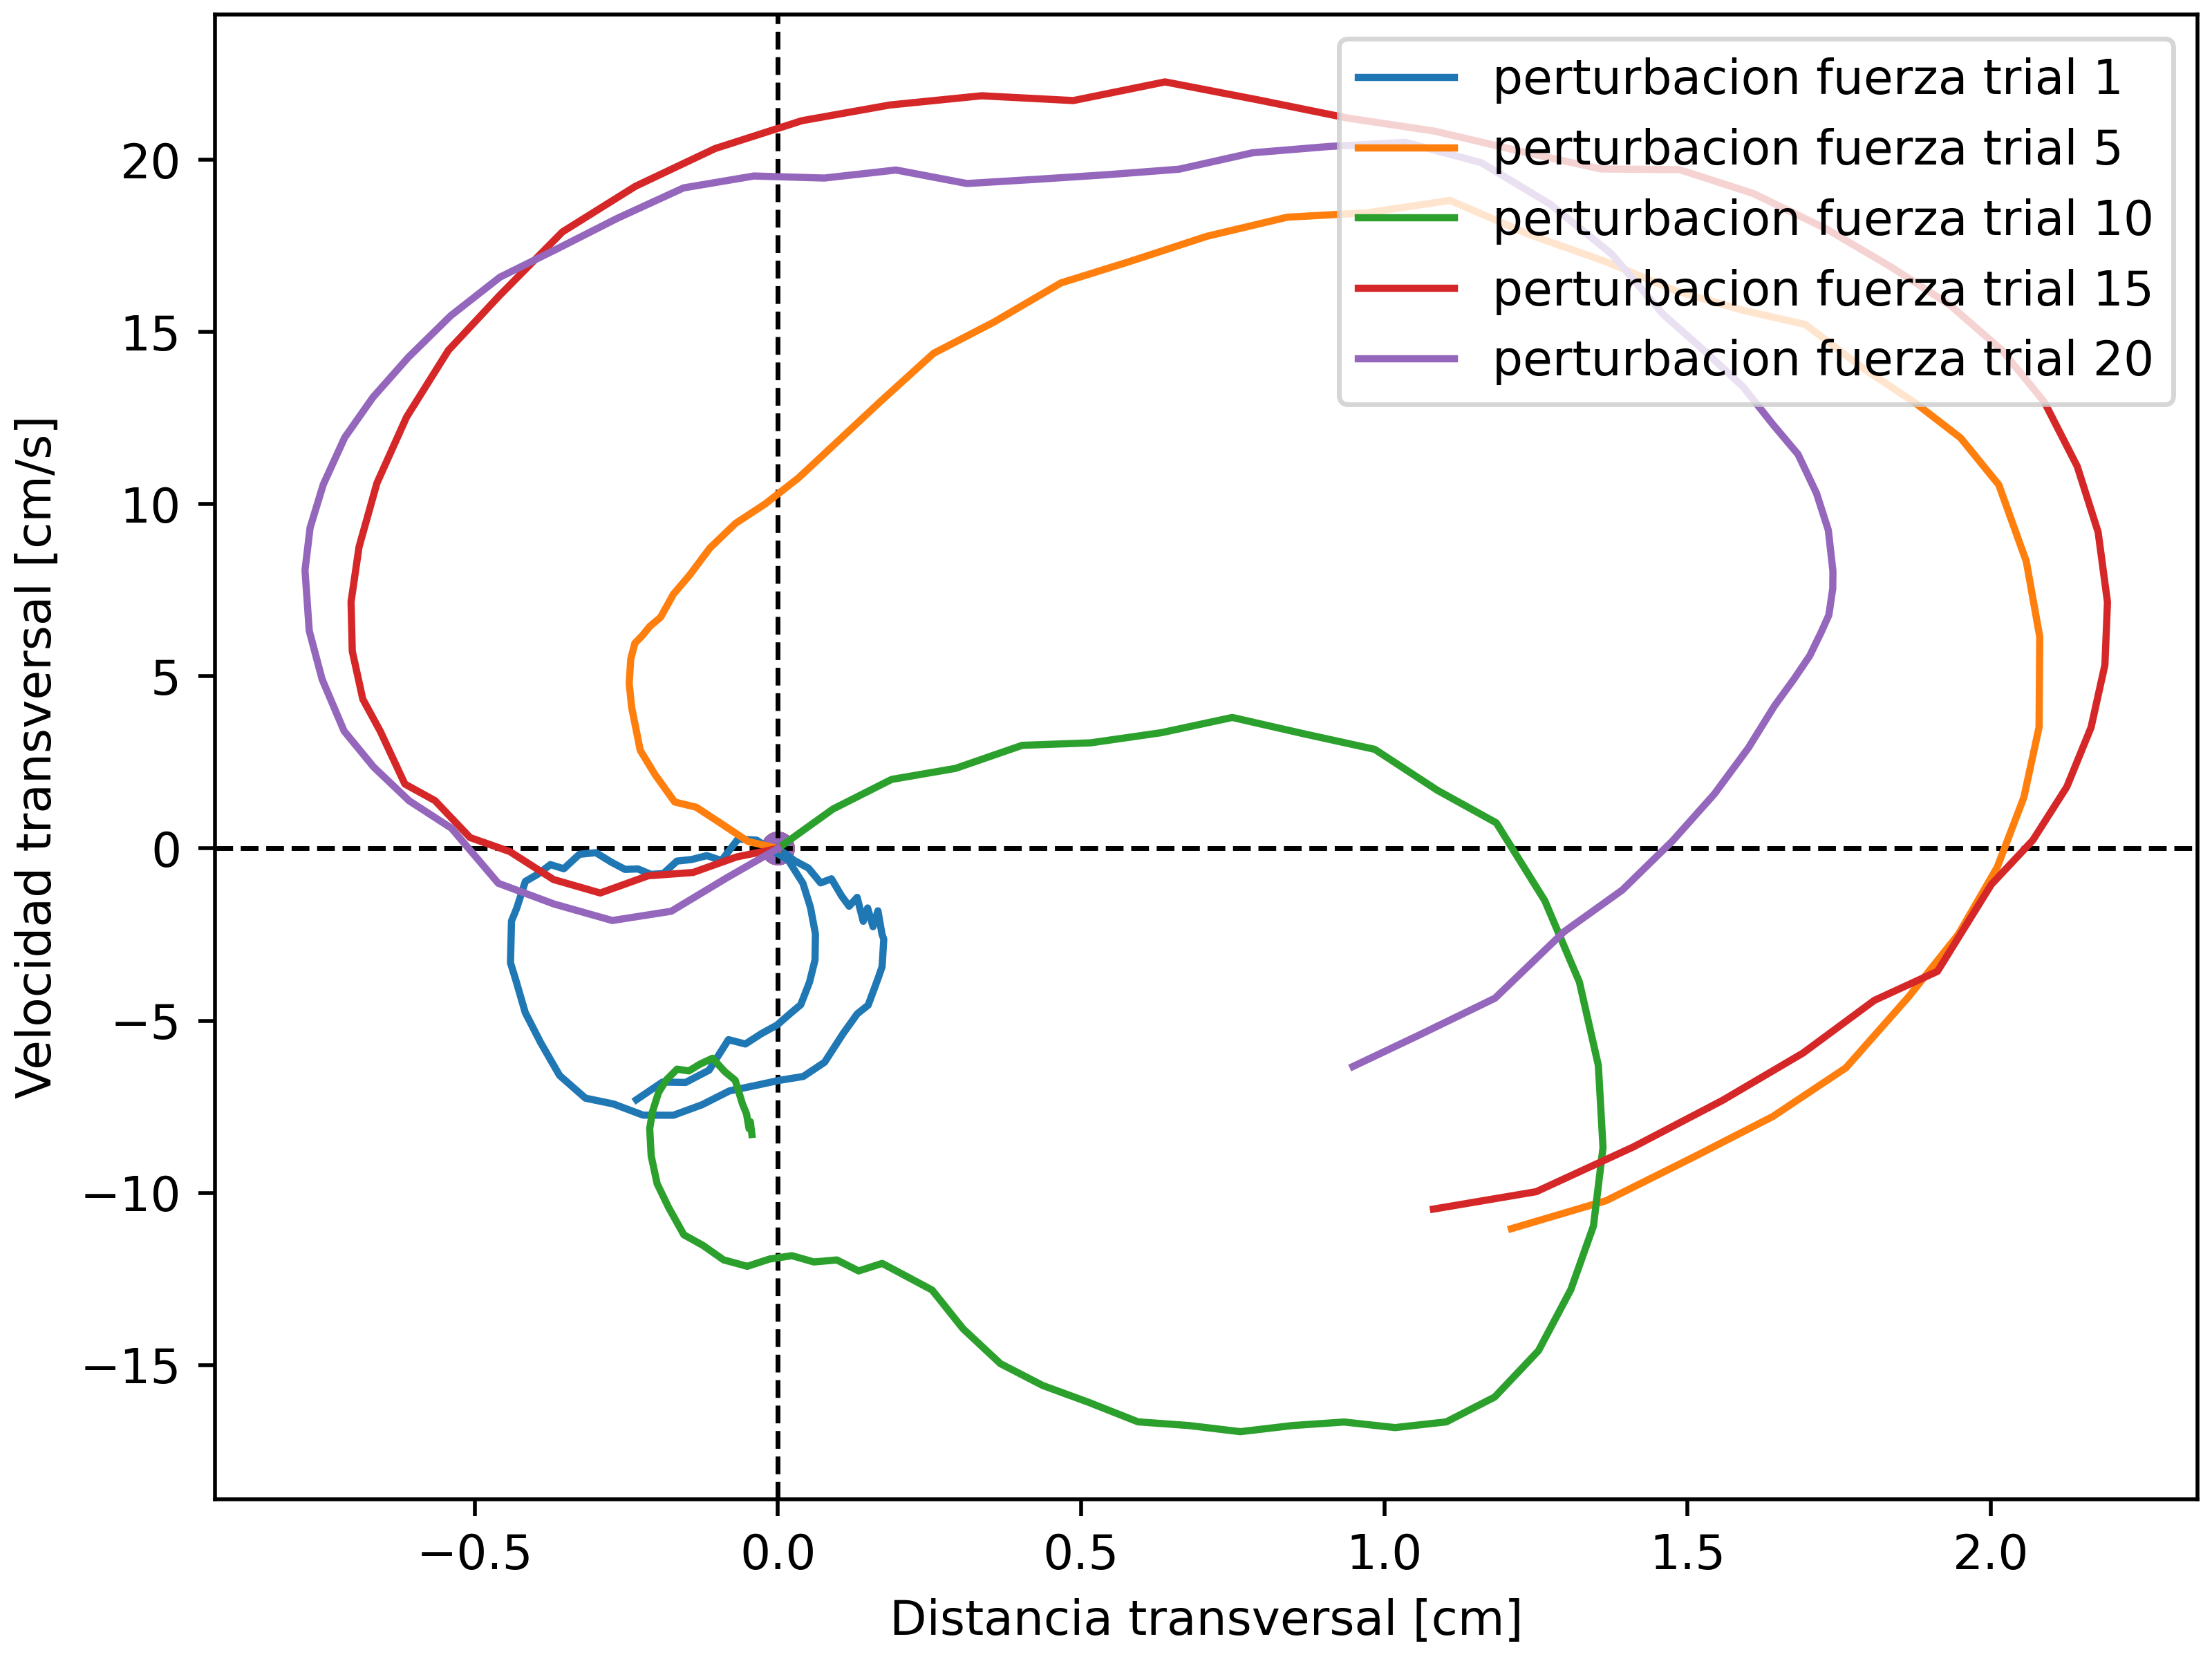 perturbacion fuerza trial 1
perturbacion fuerza trial 5
perturbacion fuerza trial 10
perturbacion fuerza trial 15
perturbacion fuerza trial 20
Velocidad transversal [cm/s]
20
15
10
5
0
−5
−10
−15
−0.5 0.0 0.5 1.0 1.5 2.0
Distancia transversal [cm]